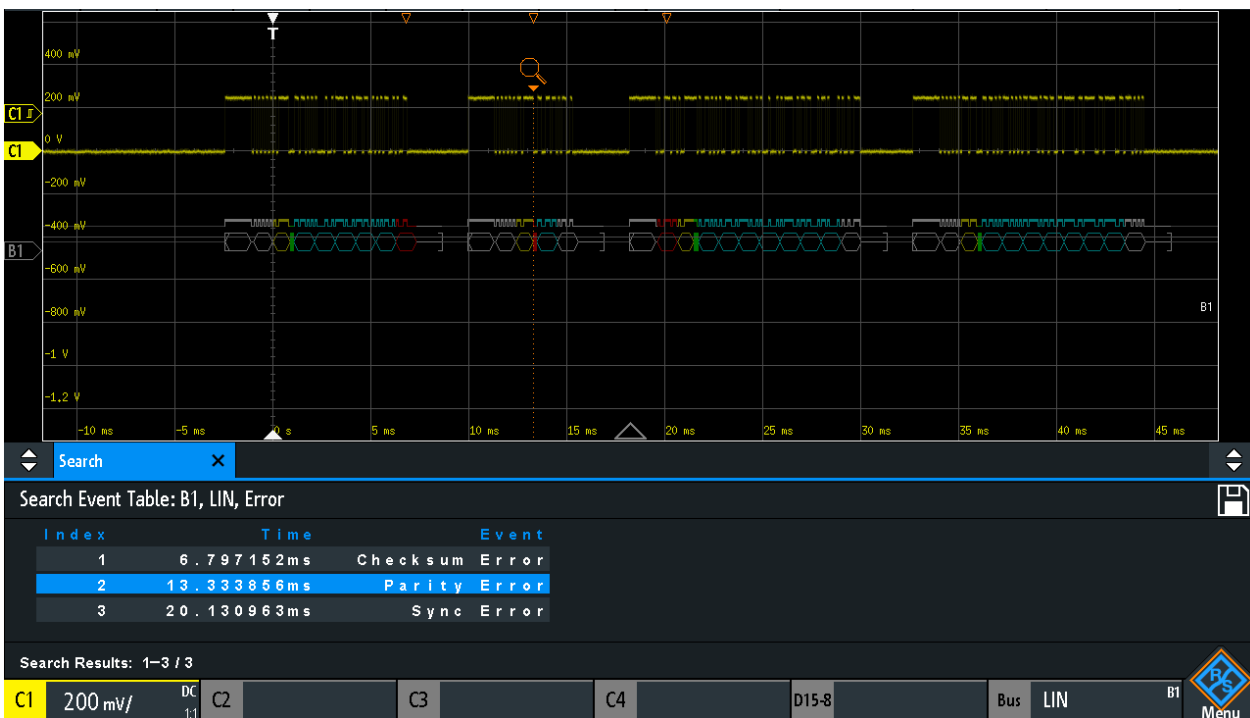 T
400 mV
200 mV
C1
0 V
C1
-200 mV
-400 mV
B1
-600 mV
-800 mV
B1
-1 V
-1.2 V
-10 ms -5 ms 0 s 5 ms 10 ms 15 ms 20 ms 25 ms 30 ms 35 ms 40 ms 45 ms
Search ×
Search Event Table: B1, LIN, Error
Index Time Event
1 6.797152ms Checksum Error
2 13.333856ms Parity Error
3 20.130963ms Sync Error
Search Results: 1-3 / 3
C1 200 mV/ DC 1:1 C2 C3 C4 D15-8 Bus LIN B1 R&S Menu